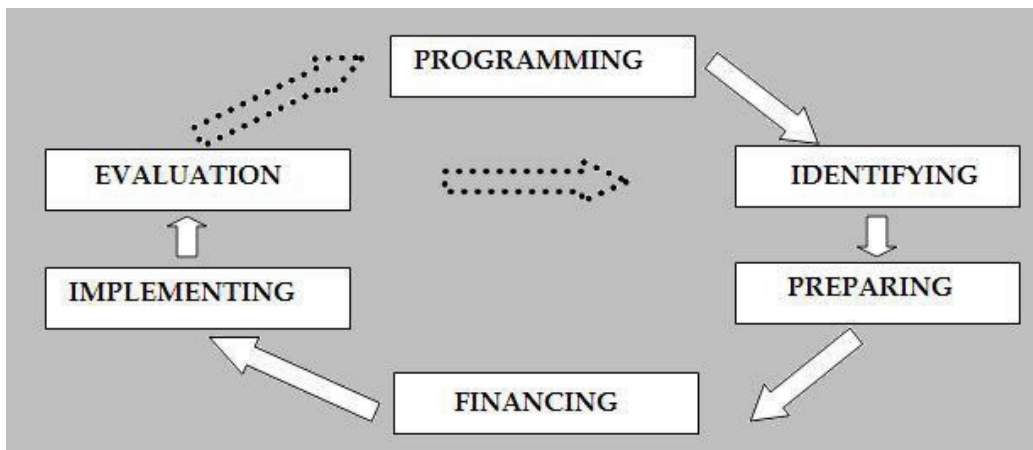 PROGRAMMING
EVALUATION
IDENTIFYING
IMPLEMENTING
PREPARING
FINANCING